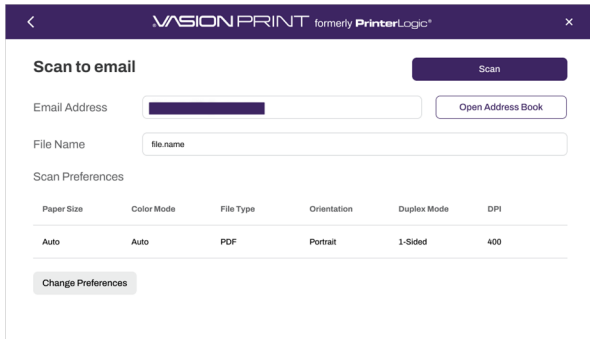 VASION PRINT formerly PrinterLogic®
Scan to email
Scan
Email Address
Open Address Book
File Name
file.name
Scan Preferences
Paper Size Color Mode File Type Orientation Duplex Mode DPI
Auto Auto PDF Portrait 1-Sided 400
Change Preferences